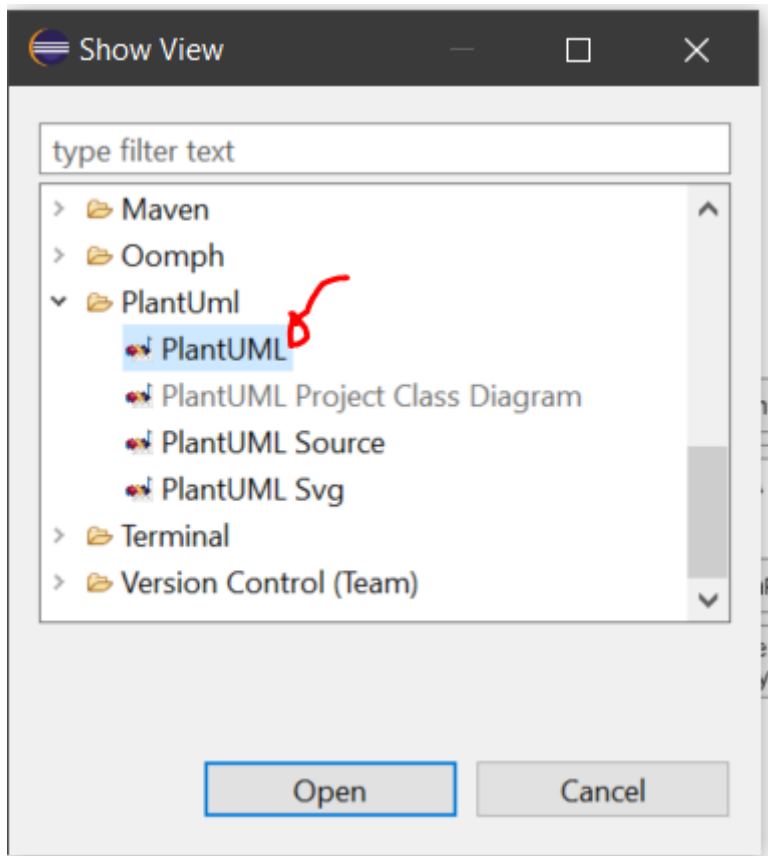 Show View
type filter text
Maven
Oomph
PlantUml
PlantUML
PlantUML Project Class Diagram
PlantUML Source
PlantUML Svg
Terminal
Version Control (Team)
Open
Cancel